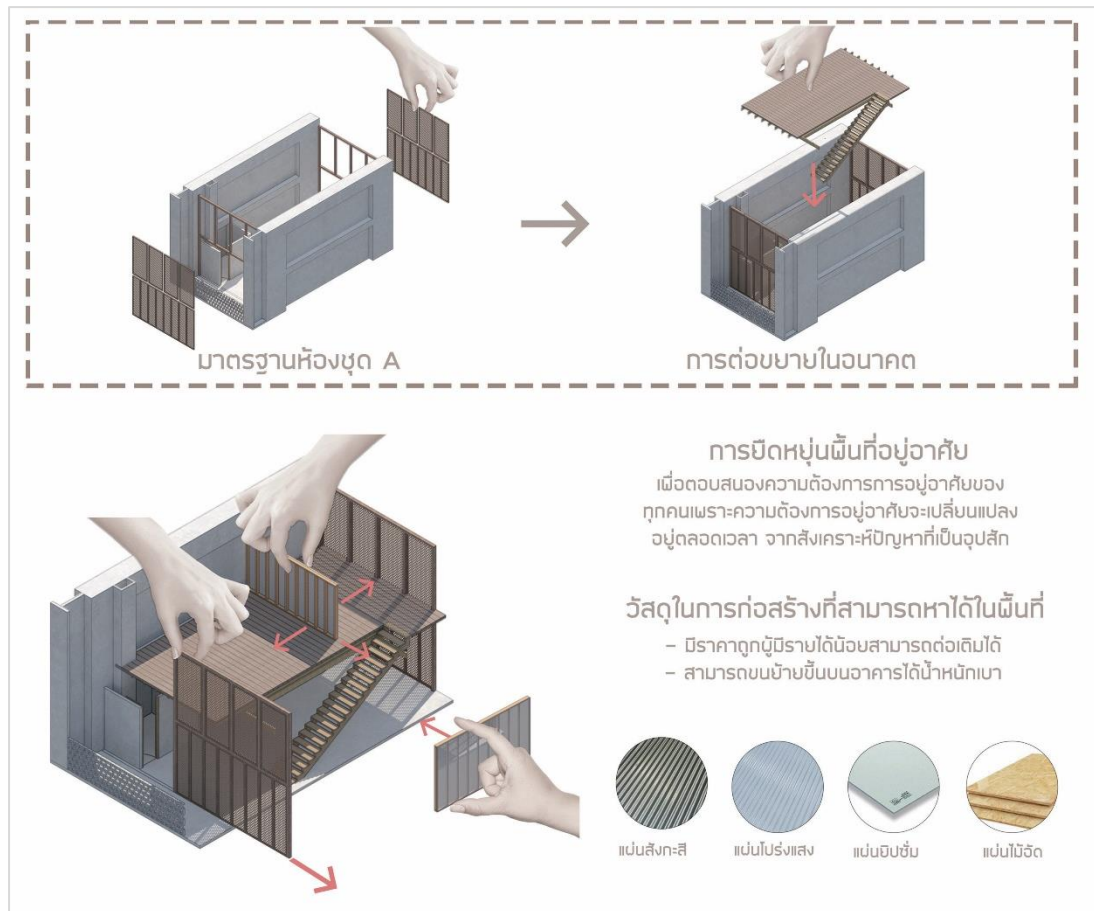 มาตรฐานห้องชุด A
การต่อขยายในอนาคต
การยืดหยุ่นพื้นที่อยู่อาศัย
เพื่อตอบสนองความต้องการการอยู่อาศัยของ
ทุกคนเพราะความต้องการอยู่อาศัยจะเปลี่ยนแปลง
อยู่ตลอดเวลา จากสังเคราะห์ปัญหาที่เป็นอุปสัก
วัสดุในการก่อสร้างที่สามารถหาได้ในพื้นที่
– มีราคาถูกผู้มีรายได้น้อยสามารถต่อเติมได้
– สามารถขนย้ายขึ้นบนอาคารได้น้ำหนักเบา
แผ่นสังกะสี
แผ่นโปร่งแสง
แผ่นยิปซั่ม
แผ่นไม้อัด